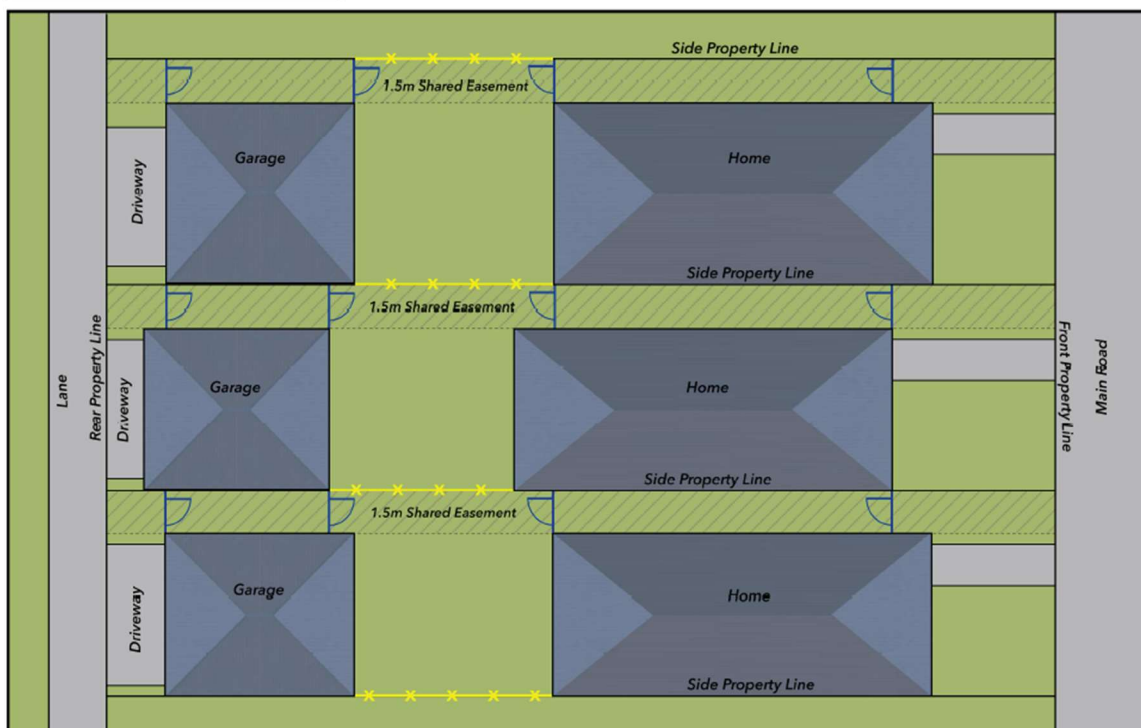 Side Property Line
1.5m Shared Easement
Garage
Home
Driveway
Side Property Line
1.5m Shared Easement
Lane
Rear Property Line
Driveway
Garage
Home
Front Property Line
Main Road
Side Property Line
1.5m Shared Easement
Driveway
Garage
Home
Side Property Line